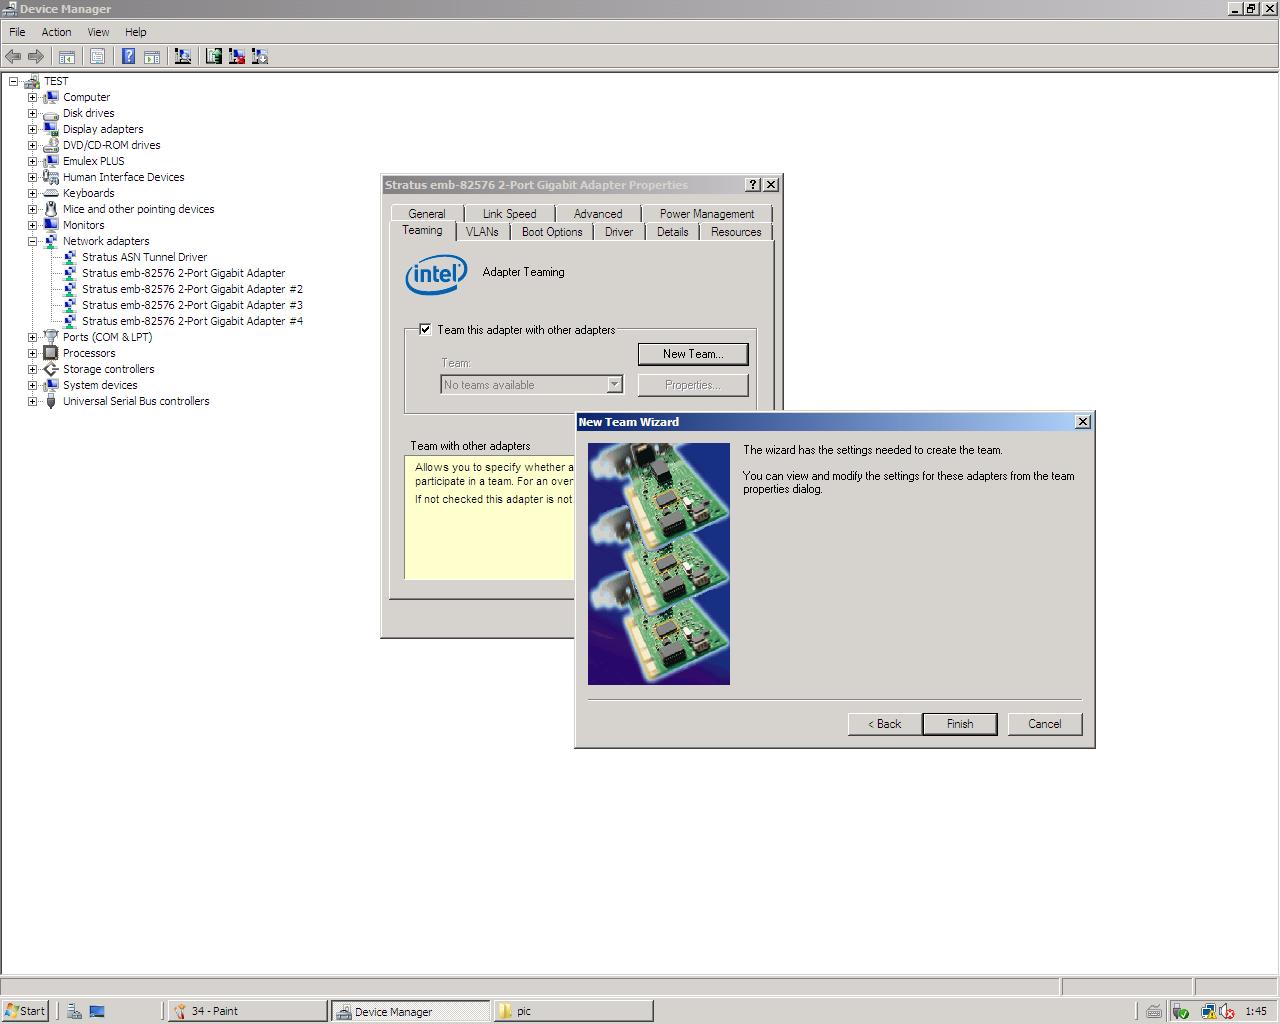 Device Manager
File Action View Help
TEST
Computer
Disk drives
Display adapters
DVD/CD-ROM drives
Emulex PLUS
Human Interface Devices
Keyboards
Mice and other pointing devices
Monitors
Network adapters
Stratus ASN Tunnel Driver
Stratus emb-82576 2-Port Gigabit Adapter
Stratus emb-82576 2-Port Gigabit Adapter #2
Stratus emb-82576 2-Port Gigabit Adapter #3
Stratus emb-82576 2-Port Gigabit Adapter #4
Ports (COM & LPT)
Processors
Storage controllers
System devices
Universal Serial Bus controllers
Stratus emb-82576 2-Port Gigabit Adapter Properties
General Link Speed Advanced Power Management
Teaming VLANs Boot Options Driver Details Resources
intel Adapter Teaming
Team this adapter with other adapters
New Team...
Team:
No teams available Properties...
Team with other adapters
Allows you to specify whether a
participate in a team. For an over
If not checked this adapter is not
New Team Wizard
The wizard has the settings needed to create the team.
You can view and modify the settings for these adapters from the team
properties dialog.
< Back Finish Cancel
Start 34 - Paint Device Manager pic 1:45